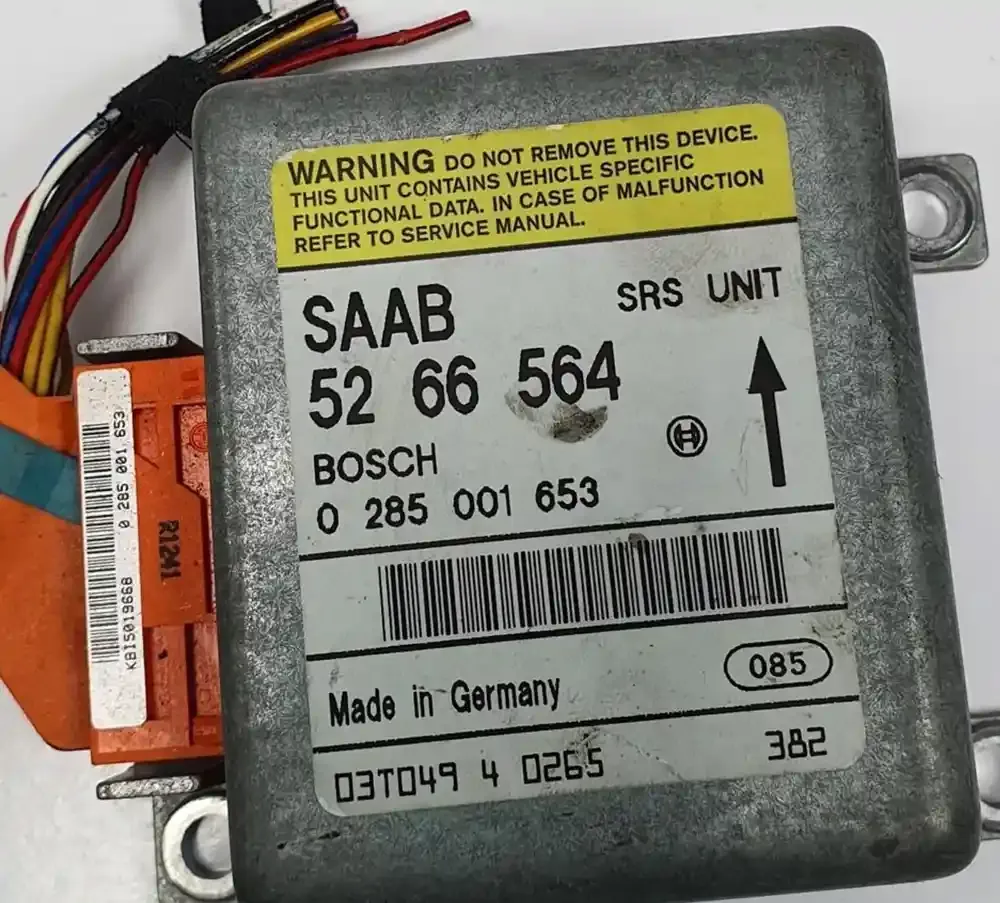 WARNING DO NOT REMOVE THIS DEVICE.
THIS UNIT CONTAINS VEHICLE SPECIFIC
FUNCTIONAL DATA. IN CASE OF MALFUNCTION
REFER TO SERVICE MANUAL.
SAAB SRS UNIT
52 66 564
BOSCH
0 285 001 653
085
Made in Germany
03T049 4 0265 382
KB15019668 0 285 001 653
R1241